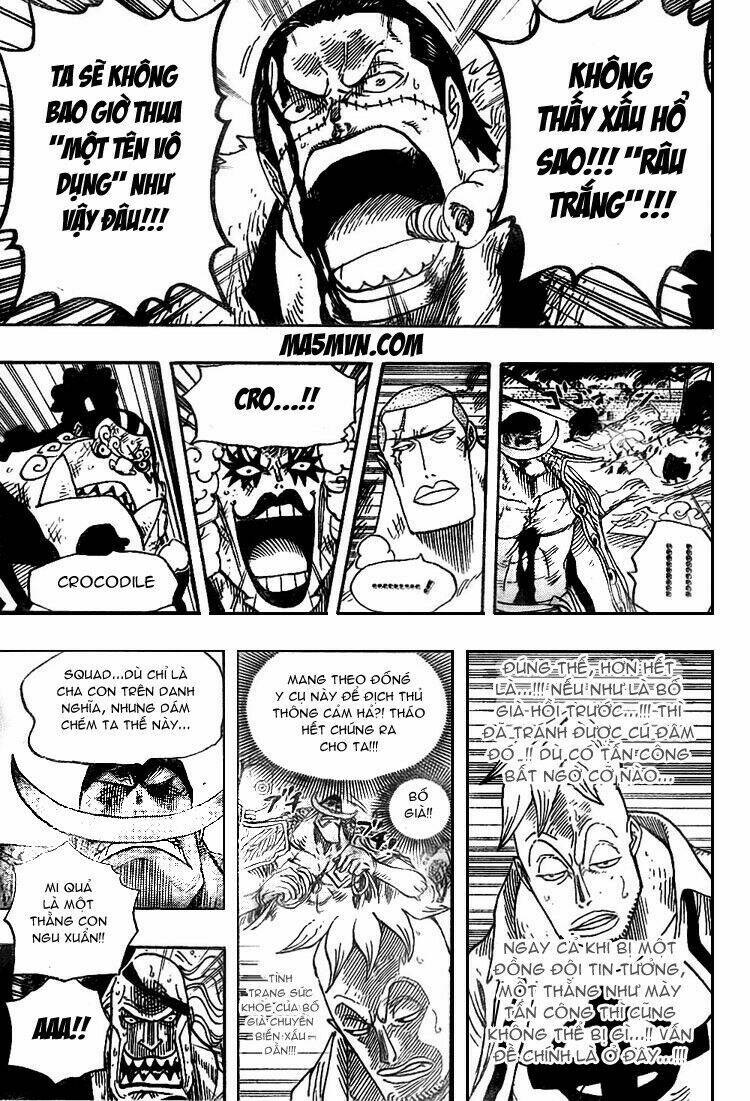 KHÔNG
THẤY XẤU HỔ
SAO!!! "RÂU
TRẮNG"!!!
TA SẼ KHÔNG
BAO GIỜ THUA
"MỘT TÊN VÔ
DỤNG" NHƯ
VẬY ĐÂU!!!
MA5MVN.COM
..........!!
CRO...!!
CROCODILE
ĐÚNG THẾ, HƠN HẾT
LÀ...!!! NẾU NHƯ LÀ BỐ
GIÀ HỒI TRƯỚC...!!! THÌ
ĐÃ TRÁNH ĐƯỢC CÚ ĐÂM
ĐÓ .!! DÙ CÓ TẤN CÔNG
BẤT NGỜ CỠ NÀO...
NGAY CẢ KHI BỊ MỘT
ĐỒNG ĐỘI TIN TƯỞNG,
MỘT THẰNG NHƯ MÀY
TẤN CÔNG THÌ CŨNG
KHÔNG THỂ BỊ GÌ...!! VẤN
ĐỀ CHÍNH LÀ Ở ĐÂY...!!!
MANG THEO ĐỐNG
Y CỤ NÀY ĐỂ ĐỊCH THỦ
THÔNG CẢM HẢ?! THÁO
HẾT CHÚNG RA
CHO TA!!!
BỐ
GIÀ!!
TÌNH
TRẠNG SỨC
KHỎE CỦA BỐ
GIÀ CHUYỂN
BIẾN XẤU
DẦN!!!
SQUAD...DÙ CHỈ LÀ
CHA CON TRÊN DANH
NGHĨA, NHƯNG DÁM
CHÉM TA THẾ NÀY...
MI QUẢ
LÀ MỘT
THẰNG CON
NGU XUẨN!!
AAA!!